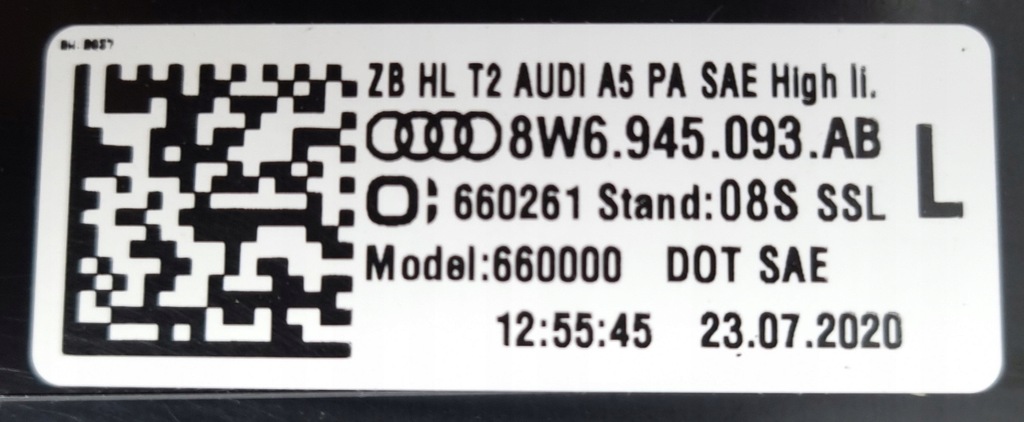 ZB HL T2 AUDI A5 PA SAE High li.
8W6.945.093.AB
L
660261 Stand:08S SSL
Model:660000 DOT SAE
12:55:45 23.07.2020